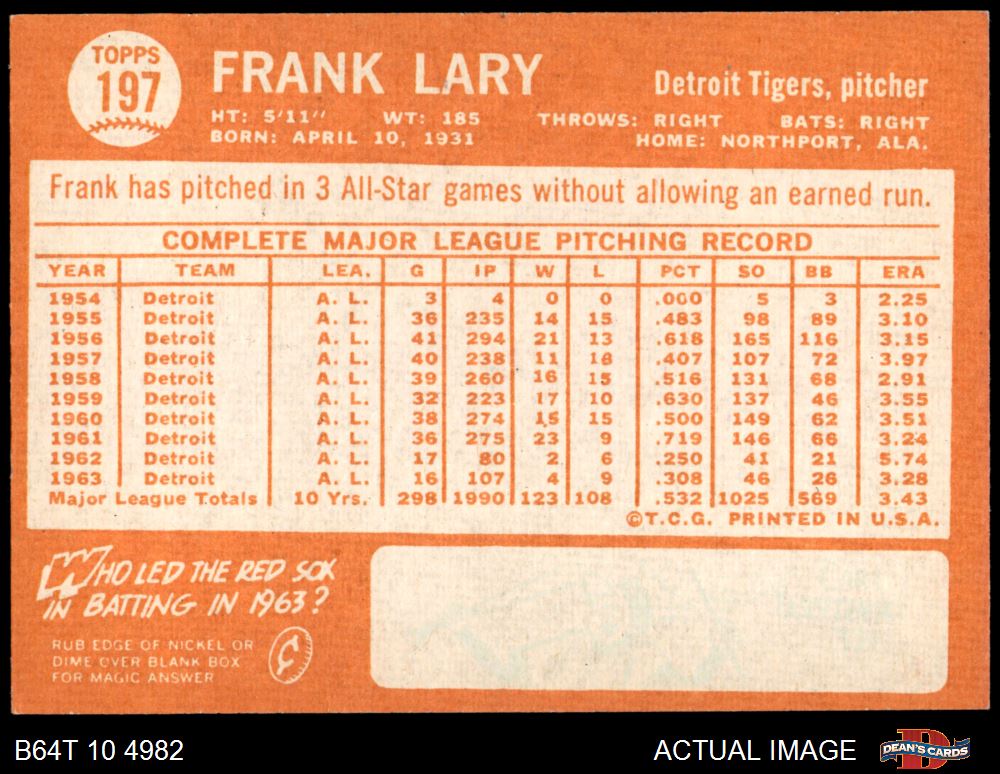 TOPPS
197
FRANK LARY
Detroit Tigers, pitcher
HT: 5'11" WT: 185 THROWS: RIGHT BATS: RIGHT
BORN: APRIL 10, 1931 HOME: NORTHPORT, ALA.
Frank has pitched in 3 All-Star games without allowing an earned run.
COMPLETE MAJOR LEAGUE PITCHING RECORD
YEAR TEAM LEA. G IP W L PCT SO BB ERA
1954 Detroit A. L. 3 4 0 0 .000 5 3 2.25
1955 Detroit A. L. 36 235 14 15 .483 98 89 3.10
1956 Detroit A. L. 41 294 21 13 .618 165 116 3.15
1957 Detroit A. L. 40 238 11 16 .407 107 72 3.97
1958 Detroit A. L. 39 260 16 15 .516 131 68 2.91
1959 Detroit A. L. 32 223 17 10 .630 137 46 3.55
1960 Detroit A. L. 38 274 15 15 .500 149 62 3.51
1961 Detroit A. L. 36 275 23 9 .719 146 66 3.24
1962 Detroit A. L. 17 80 2 6 .250 41 21 5.74
1963 Detroit A. L. 16 107 4 9 .308 46 26 3.28
Major League Totals 10 Yrs. 298 1990 123 108 .532 1025 569 3.43
©T.C.G. PRINTED IN U.S.A.
WHO LED THE RED SOX
IN BATTING IN 1963?
RUB EDGE OF NICKEL OR
DIME OVER BLANK BOX
FOR MAGIC ANSWER
¢
B64T 10 4982
ACTUAL IMAGE
DEAN'S CARDS